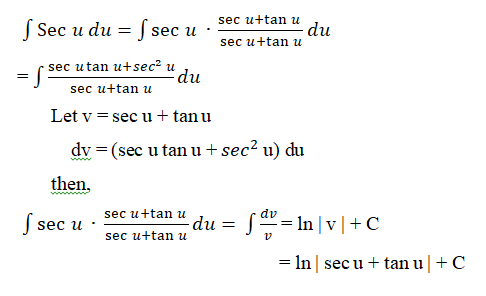 ∫ Sec u du = ∫ sec u · (sec u+tan u)/(sec u+tan u) du
= ∫ (sec u tan u+sec² u)/(sec u+tan u) du
Let v = sec u + tan u
dv = (sec u tan u + sec² u) du
then,
∫ sec u · (sec u+tan u)/(sec u+tan u) du = ∫ dv/v = ln | v | + C
= ln | sec u + tan u | + C